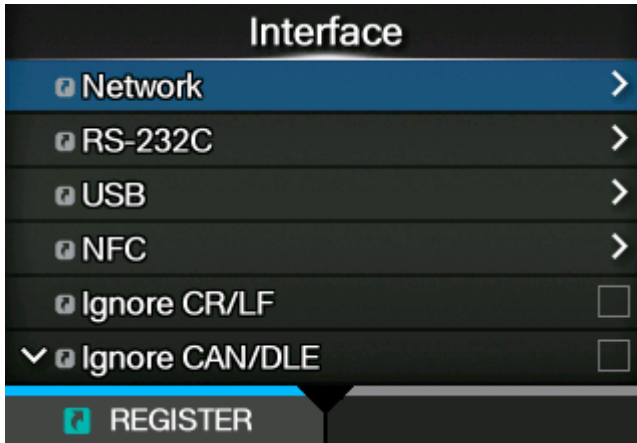 Interface
Network
RS-232C
USB
NFC
Ignore CR/LF
Ignore CAN/DLE
REGISTER